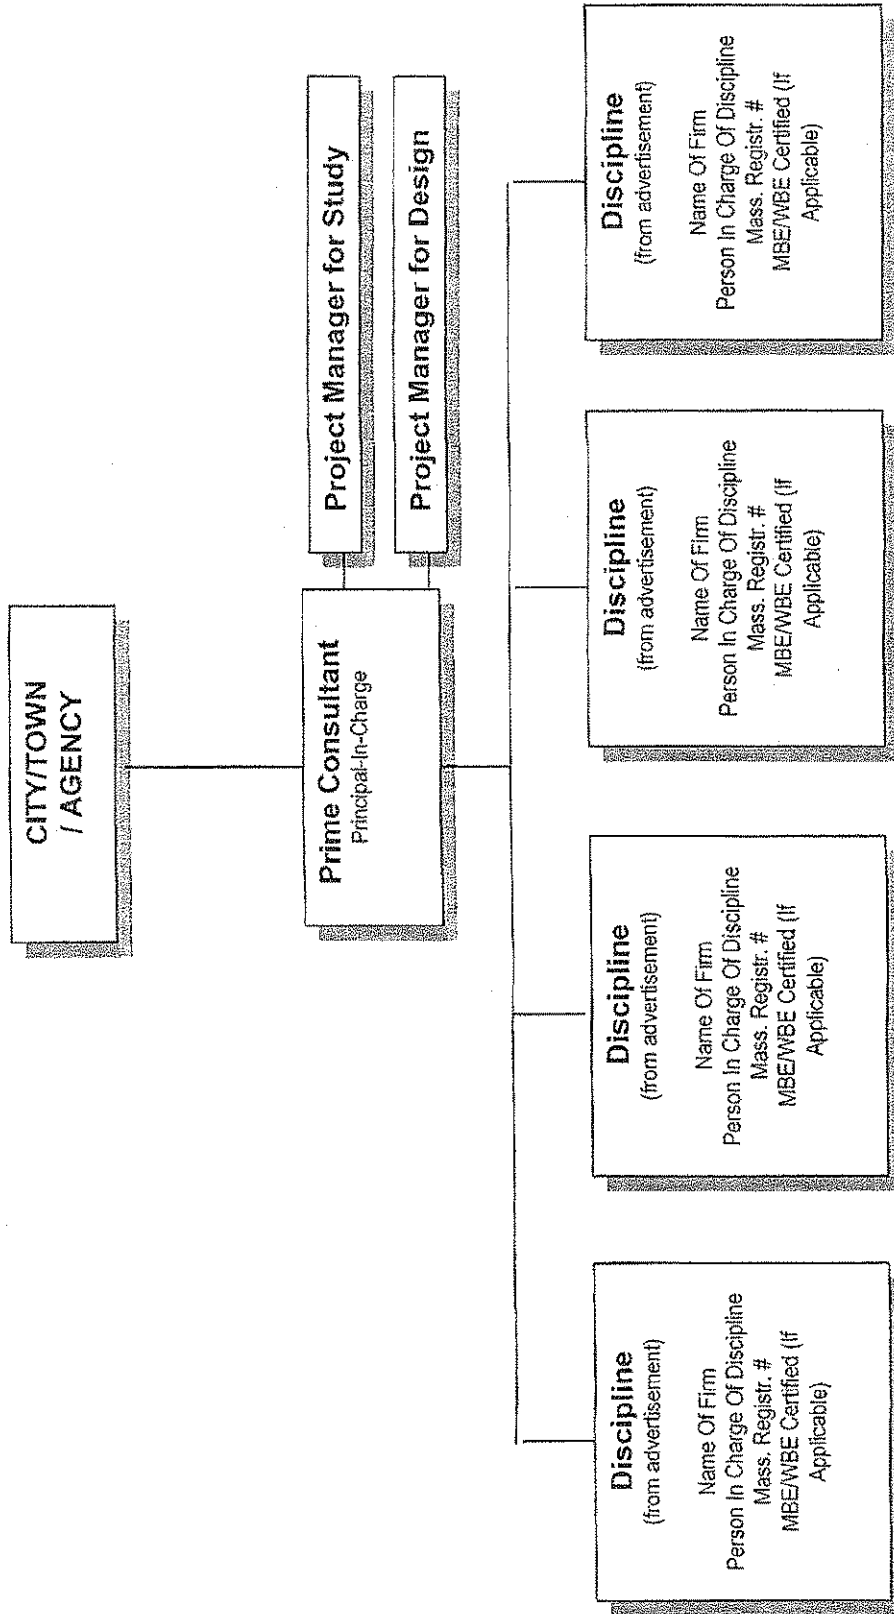 CITY/TOWN
/ AGENCY
Prime Consultant
Principal-In-Charge
Project Manager for Study
Project Manager for Design
Discipline
(from advertisement)
Name Of Firm
Person In Charge Of Discipline
Mass. Registr. #
MBE/WBE Certified (If
Applicable)
Discipline
(from advertisement)
Name Of Firm
Person In Charge Of Discipline
Mass. Registr. #
MBE/WBE Certified (If
Applicable)
Discipline
(from advertisement)
Name Of Firm
Person In Charge Of Discipline
Mass. Registr. #
MBE/WBE Certified (If
Applicable)
Discipline
(from advertisement)
Name Of Firm
Person In Charge Of Discipline
Mass. Registr. #
MBE/WBE Certified (If
Applicable)